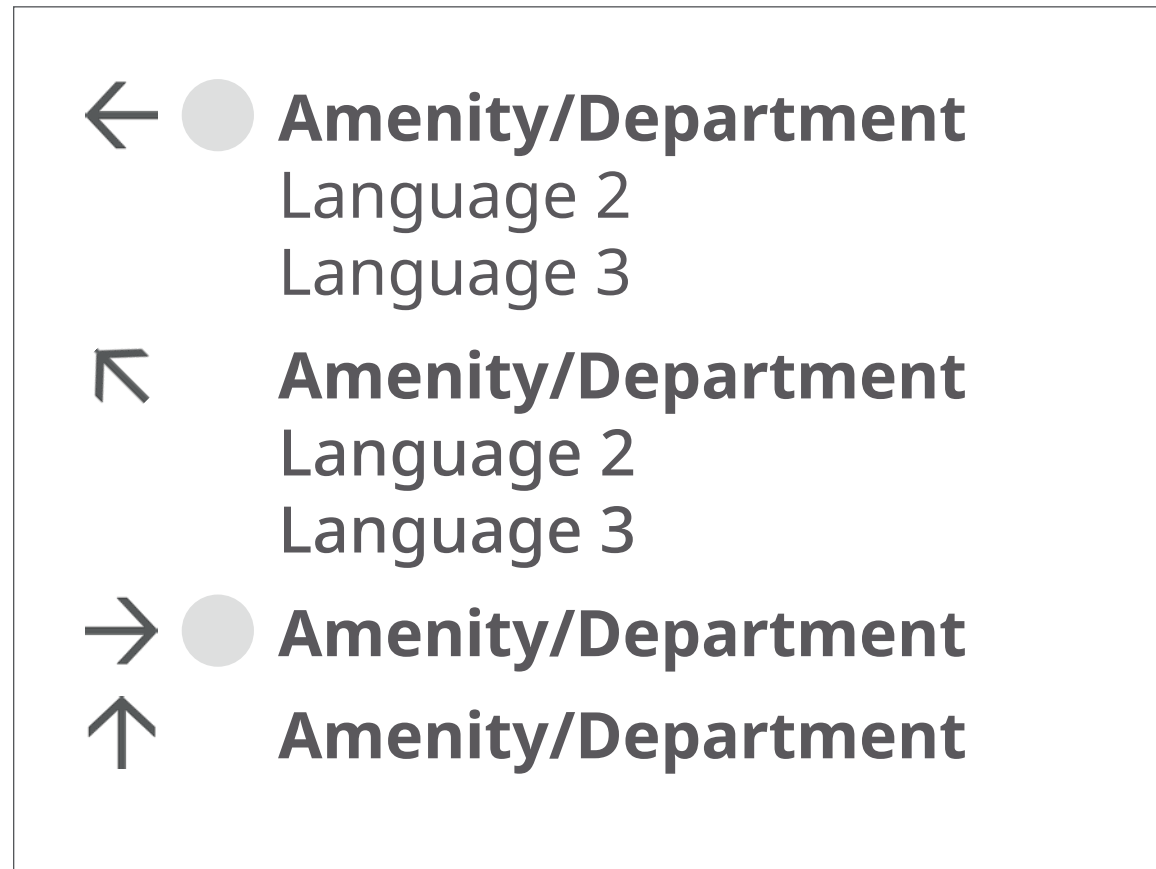 ← Amenity/Department
Language 2
Language 3
↖ Amenity/Department
Language 2
Language 3
→ Amenity/Department
↑ Amenity/Department